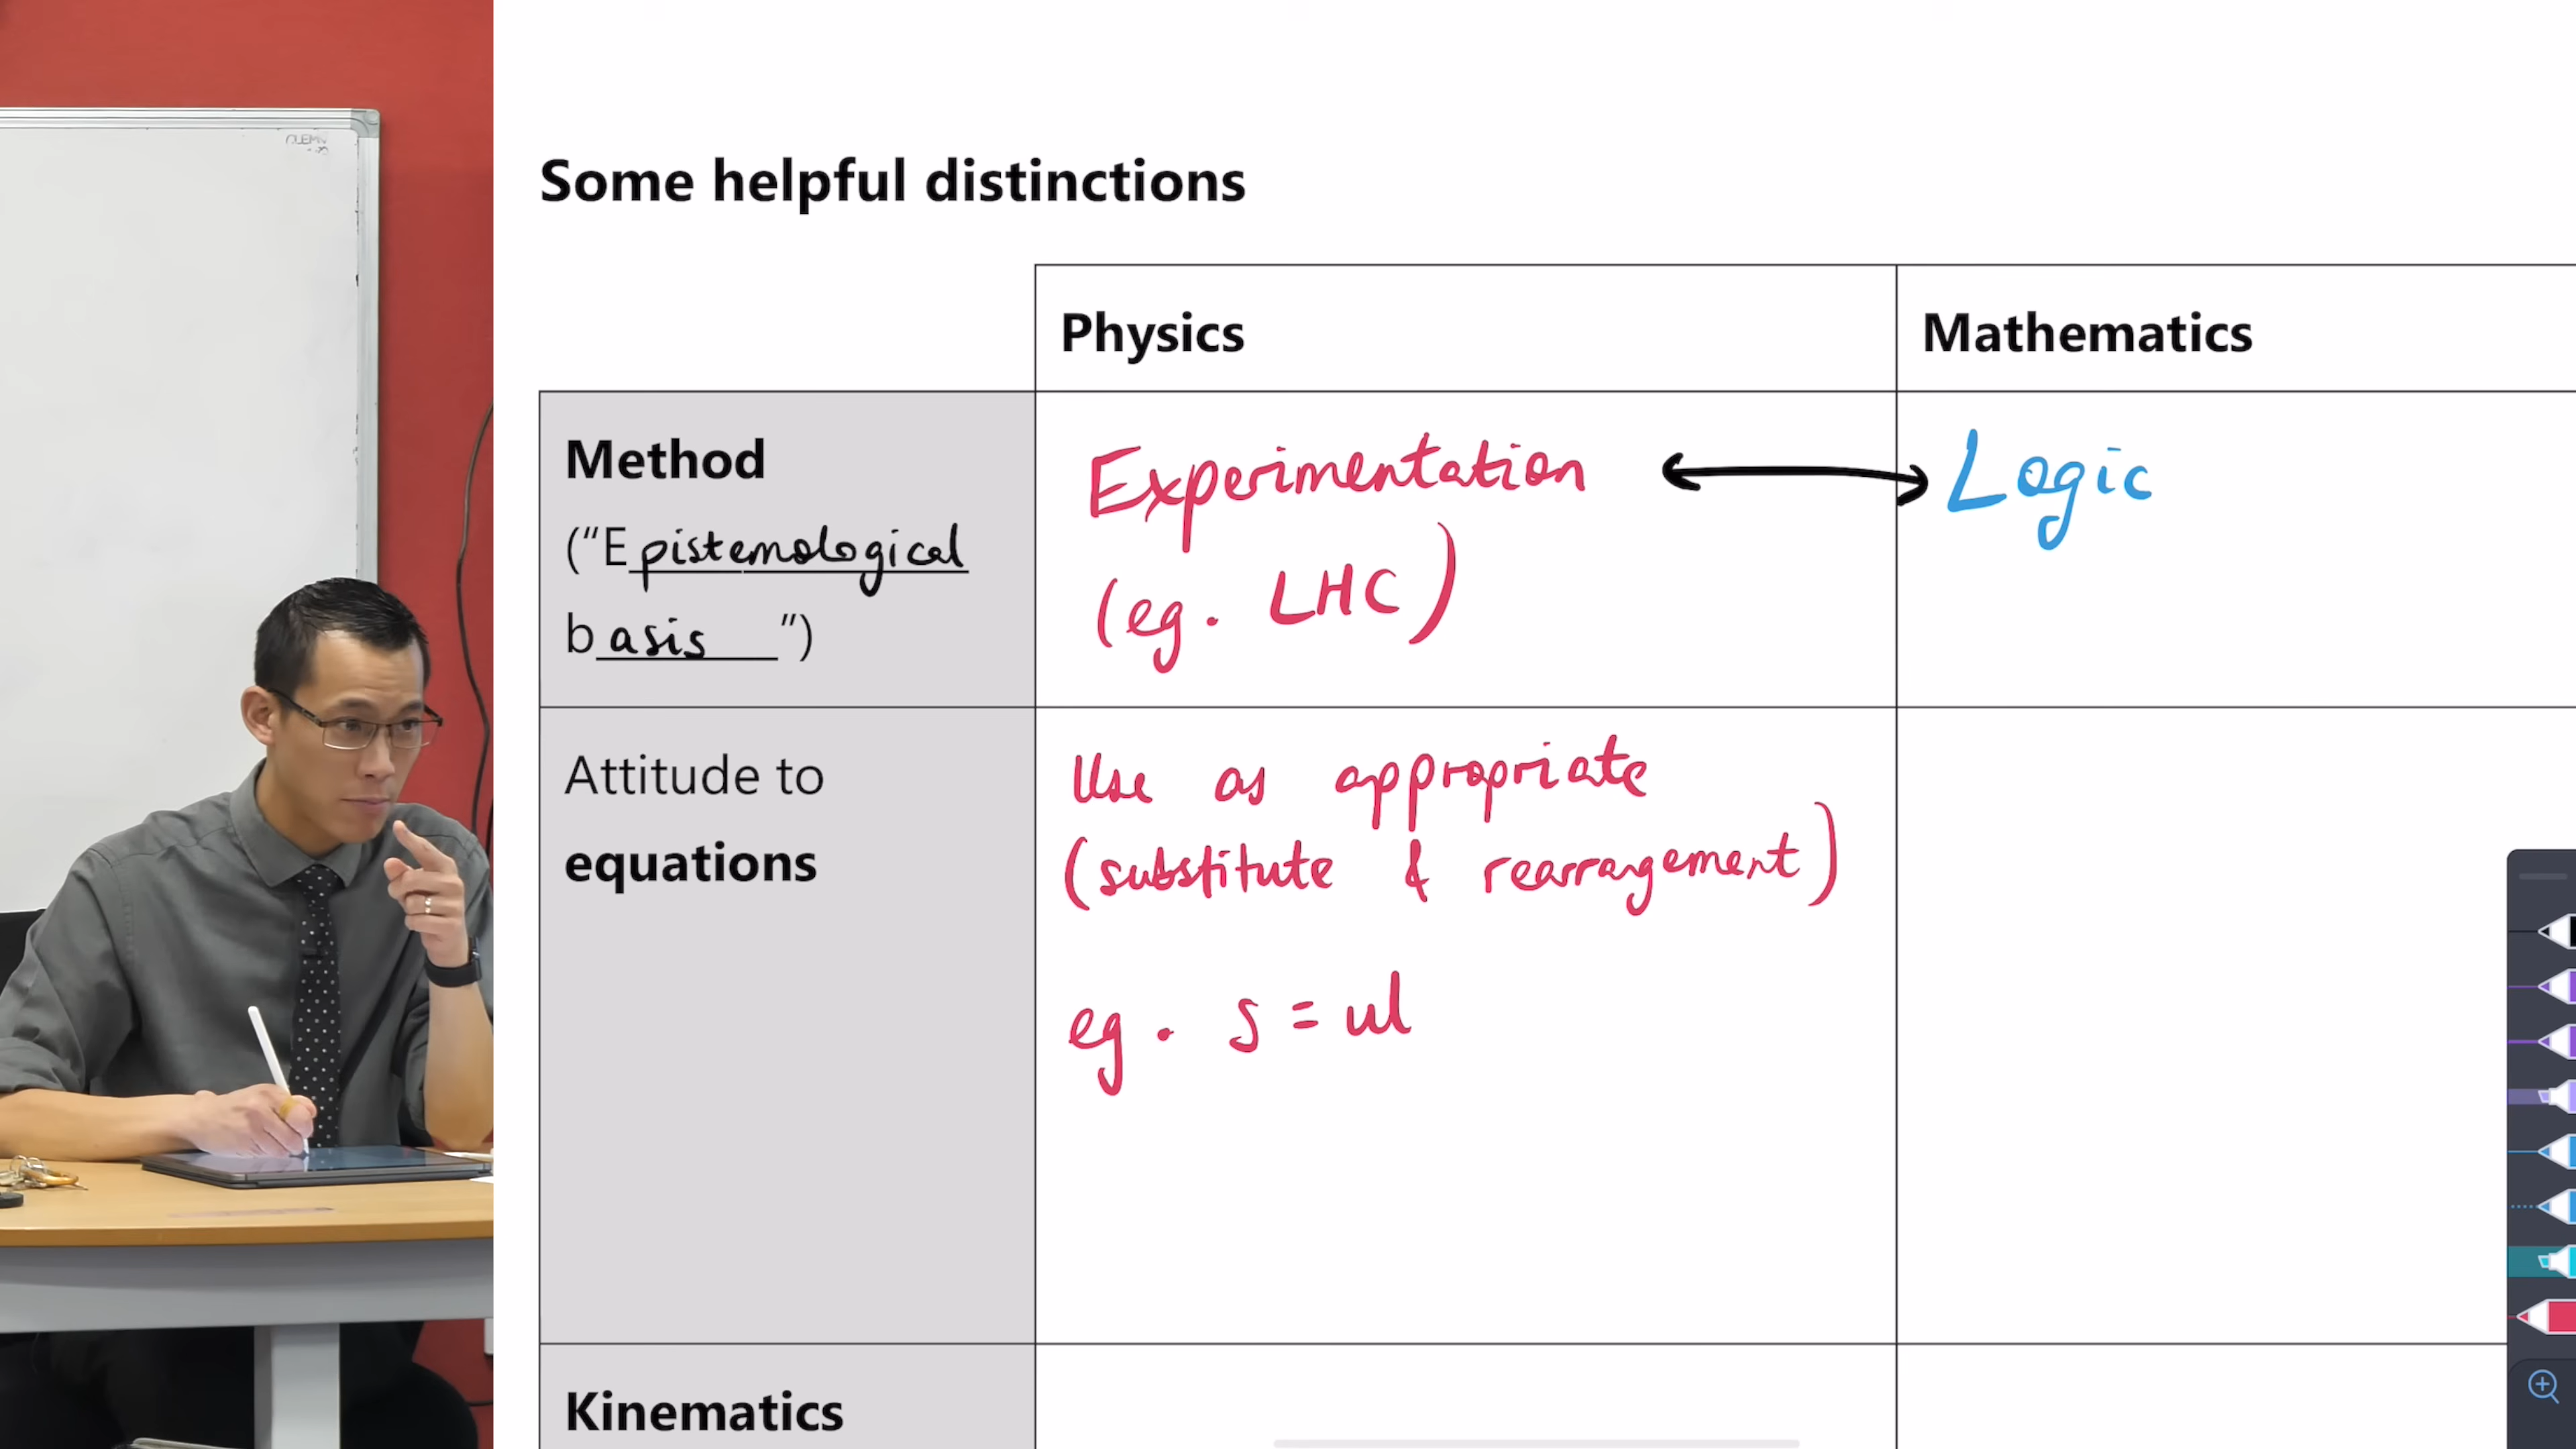 Some helpful distinctions
Physics
Mathematics
Method
("Epistemological
basis")
Experimentation
(eg. LHC)
Logic
Attitude to
equations
Use as appropriate
(substitute & rearrangement)
eg. s = ul
Kinematics